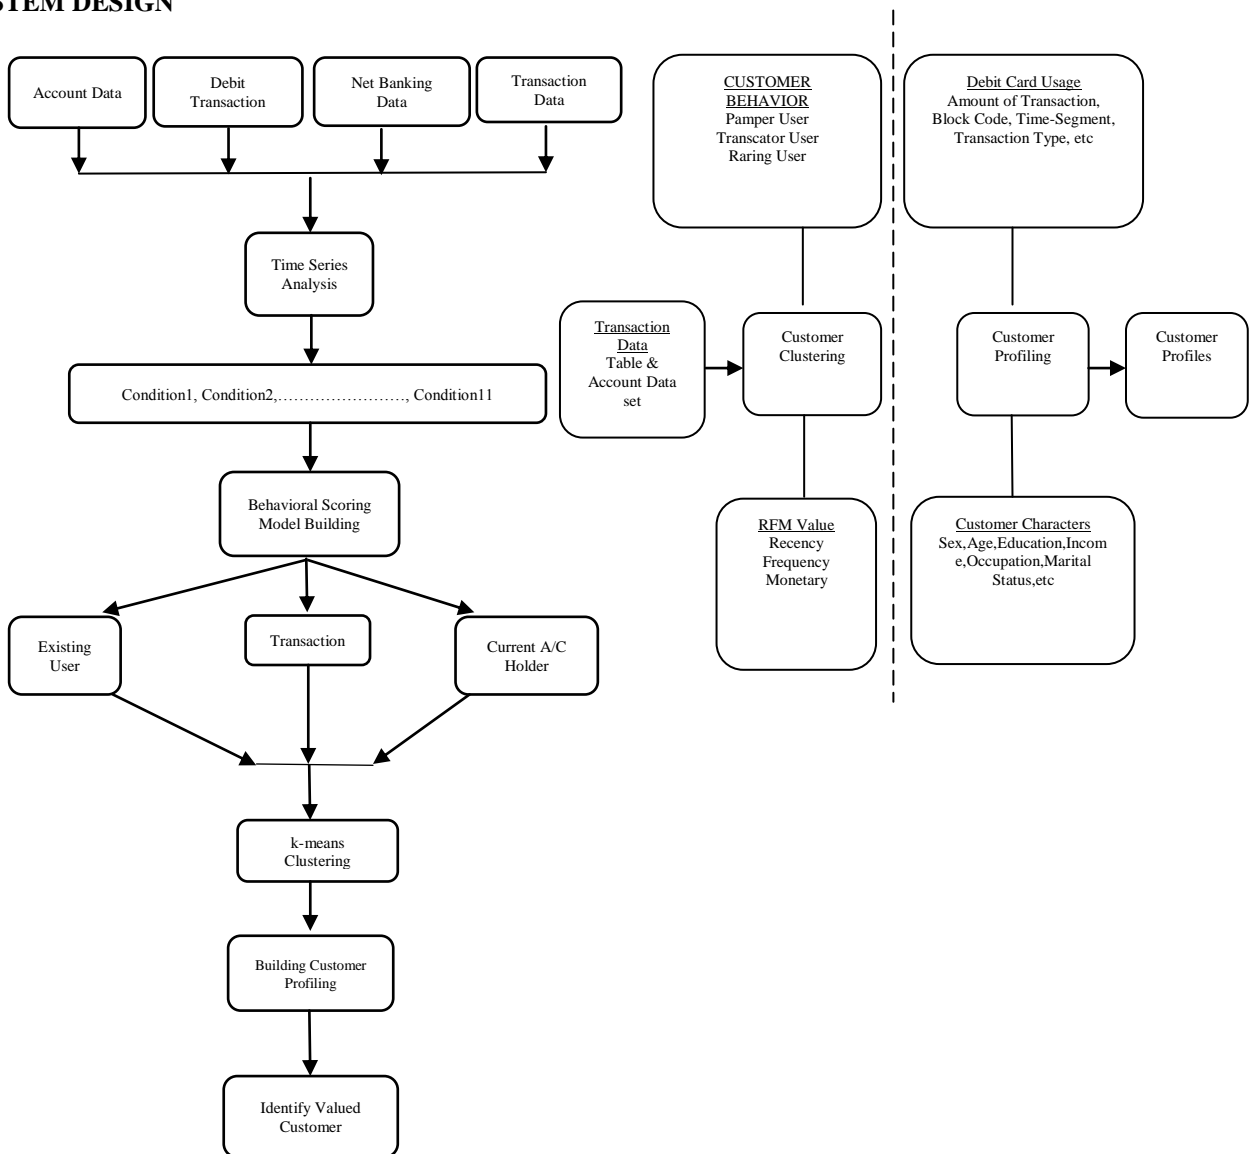 STEM DESIGN
Account Data
Debit
Transaction
Net Banking
Data
Transaction
Data
Time Series
Analysis
Condition1, Condition2,……………………, Condition11
Behavioral Scoring
Model Building
Existing
User
Transaction
Current A/C
Holder
k-means
Clustering
Building Customer
Profiling
Identify Valued
Customer
CUSTOMER
BEHAVIOR
Pamper User
Transcator User
Raring User
Transaction
Data
Table &
Account Data
set
Customer
Clustering
RFM Value
Recency
Frequency
Monetary
Debit Card Usage
Amount of Transaction,
Block Code, Time-Segment,
Transaction Type, etc
Customer
Profiling
Customer
Profiles
Customer Characters
Sex,Age,Education,Incom
e,Occupation,Marital
Status,etc